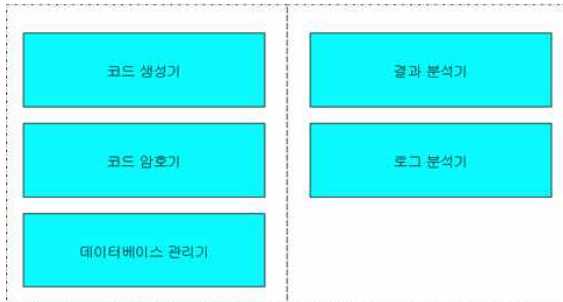 코드 생성기
결과 분석기
코드 암호기
로그 분석기
데이터베이스 관리기